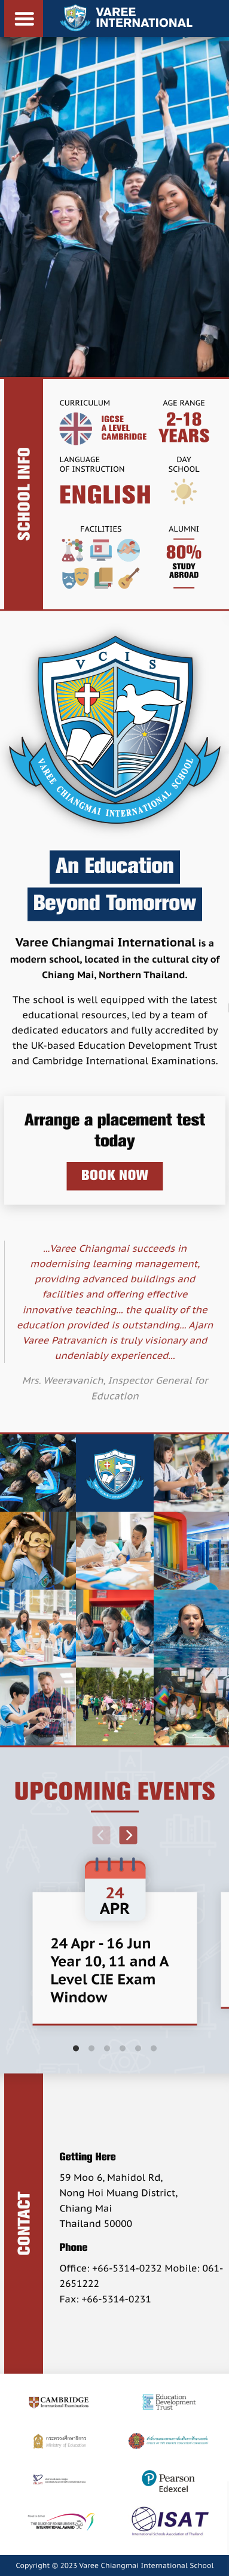 VAREE
INTERNATIONAL
SCHOOL INFO
CURRICULUM
IGCSE
A LEVEL
CAMBRIDGE
AGE RANGE
2-18
YEARS
LANGUAGE
OF INSTRUCTION
ENGLISH
DAY
SCHOOL
FACILITIES
ALUMNI
80%
STUDY
ABROAD
VCIS
VAREE CHIANGMAI INTERNATIONAL SCHOOL
An Education
Beyond Tomorrow
Varee Chiangmai International is a
modern school, located in the cultural city of
Chiang Mai, Northern Thailand.
The school is well equipped with the latest
educational resources, led by a team of
dedicated educators and fully accredited by
the UK-based Education Development Trust
and Cambridge International Examinations.
Arrange a placement test
today
BOOK NOW
...Varee Chiangmai succeeds in
modernising learning management,
providing advanced buildings and
facilities and offering effective
innovative teaching... the quality of the
education provided is outstanding... Ajarn
Varee Patravanich is truly visionary and
undeniably experienced...
Mrs. Weeravanich, Inspector General for
Education
UPCOMING EVENTS
24
APR
24 Apr - 16 Jun
Year 10, 11 and A
Level CIE Exam
Window
CONTACT
Getting Here
59 Moo 6, Mahidol Rd,
Nong Hoi Muang District,
Chiang Mai
Thailand 50000
Phone
Office: +66-5314-0232 Mobile: 061-
2651222
Fax: +66-5314-0231
CAMBRIDGE
International Examinations
Education
Development
Trust
กระทรวงศึกษาธิการ
Ministry of Education
Pearson
Edexcel
THE DUKE OF EDINBURGH'S
INTERNATIONAL AWARD
ISAT
International Schools Association of Thailand
Copyright © 2023 Varee Chiangmai International School